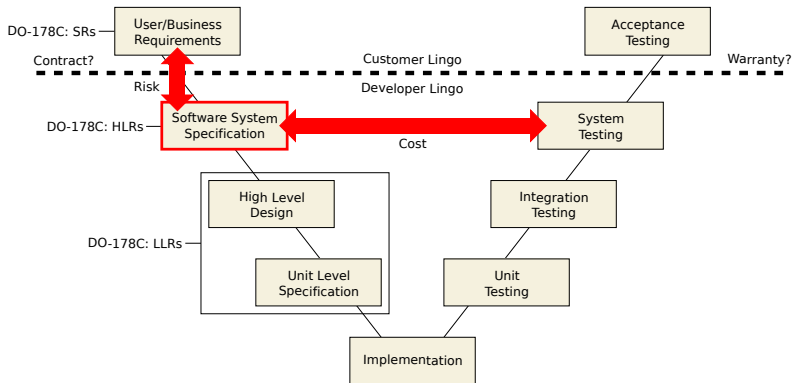 User/Business
Requirements
Acceptance
Testing
DO-178C: SRs
Contract?
Customer Lingo
Warranty?
Risk
Developer Lingo
Software System
Specification
System
Testing
DO-178C: HLRs
Cost
High Level
Design
Integration
Testing
DO-178C: LLRs
Unit Level
Specification
Unit
Testing
Implementation